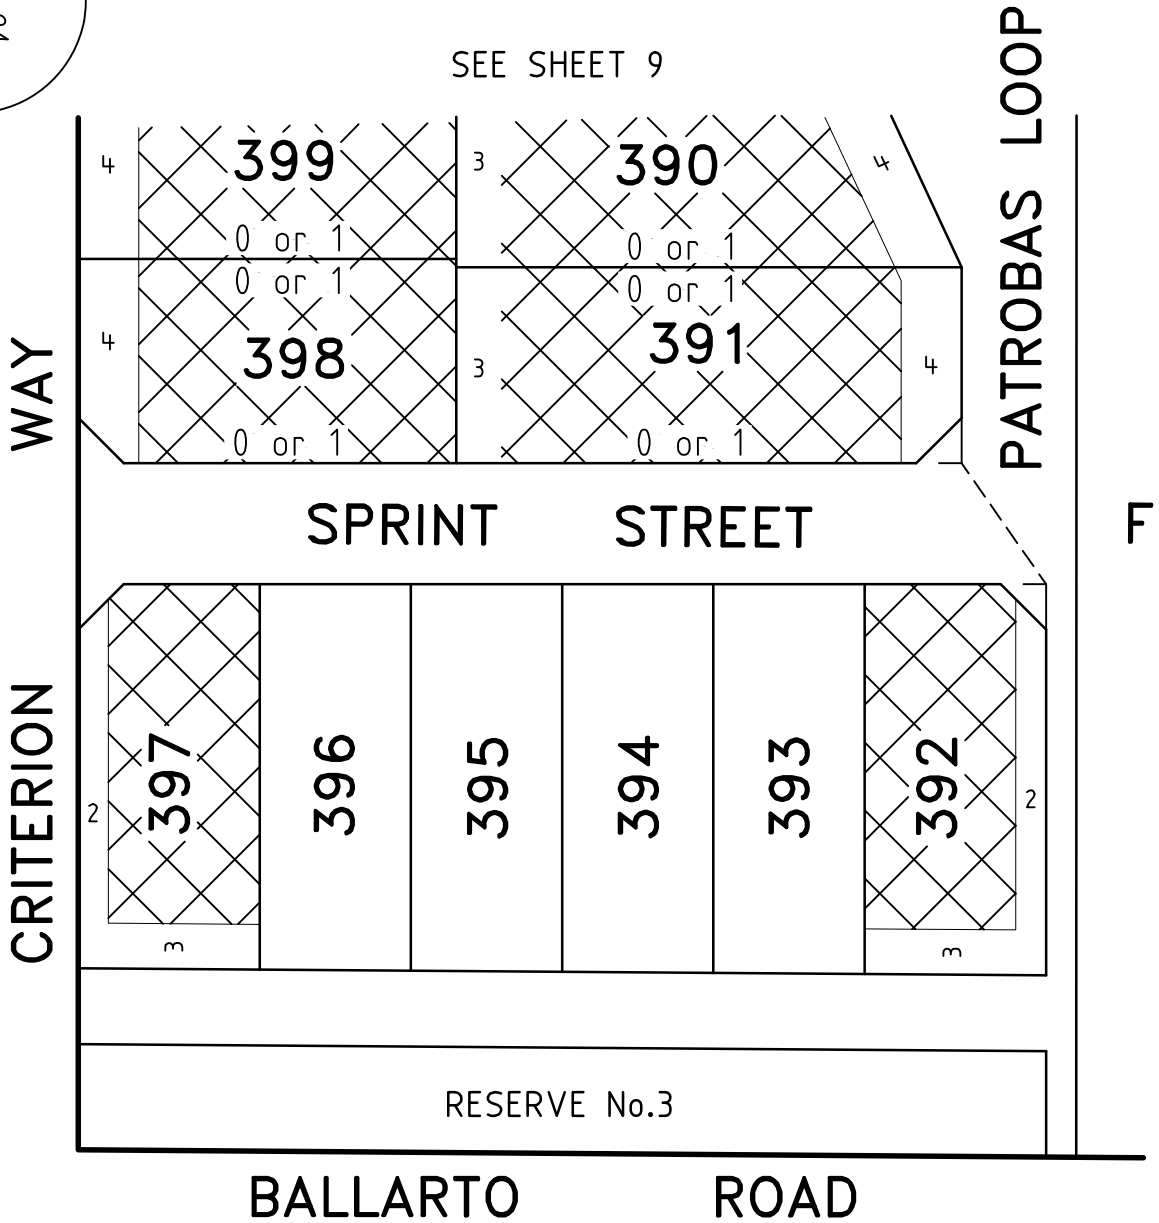 SEE SHEET 9
PATROBAS LOOP
4
399
3
390
4
0 or 1
0 or 1
0 or 1
0 or 1
4
398
3
391
4
0 or 1
0 or 1
WAY
SPRINT STREET
F
CRITERION
2
397
396
395
394
393
392
2
3
3
RESERVE No.3
BALLARTO ROAD